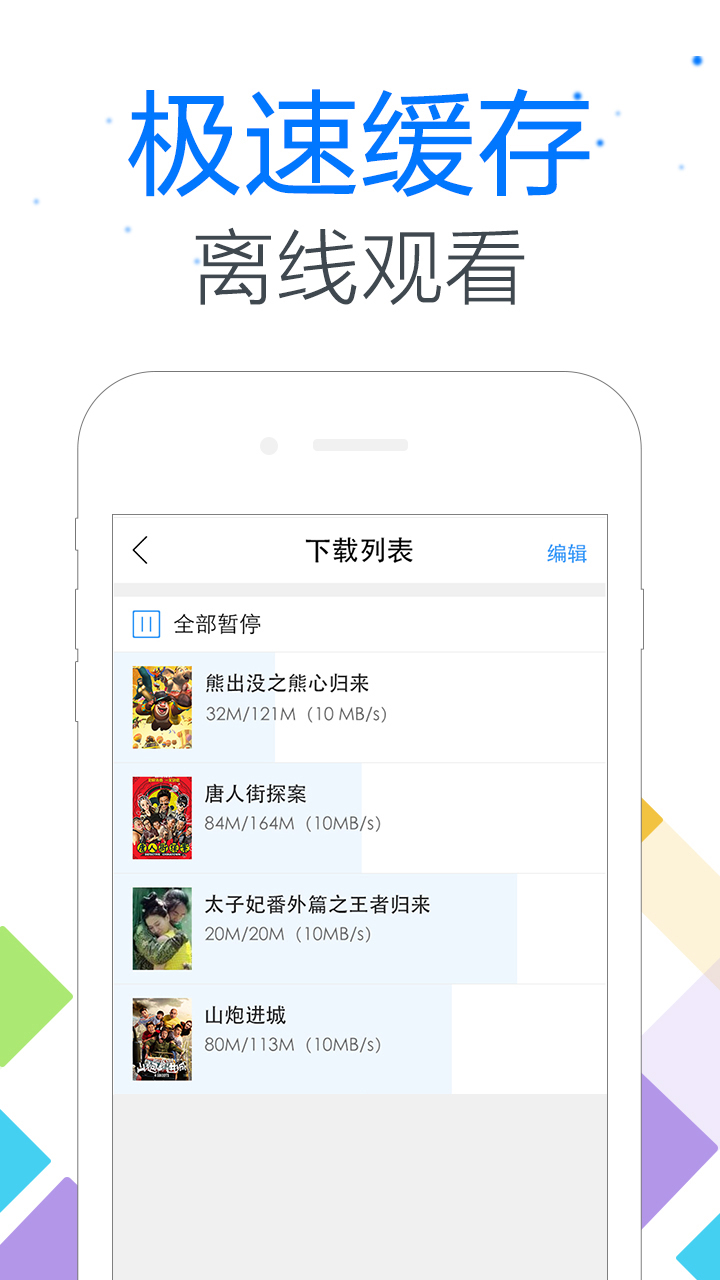 极速缓存
离线观看
下载列表
编辑
全部暂停
熊出没之熊心归来
32M/121M（10 MB/s）
唐人街探案
84M/164M（10MB/s）
太子妃番外篇之王者归来
20M/20M（10MB/s）
山炮进城
80M/113M（10MB/s）